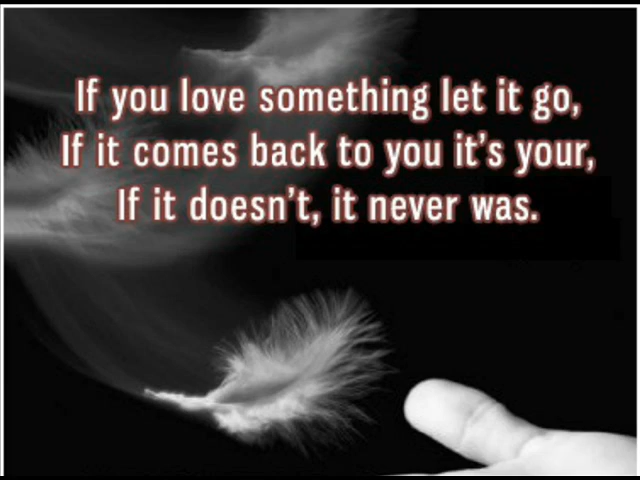 If you love something let it go,
If it comes back to you it's your,
If it doesn't, it never was.